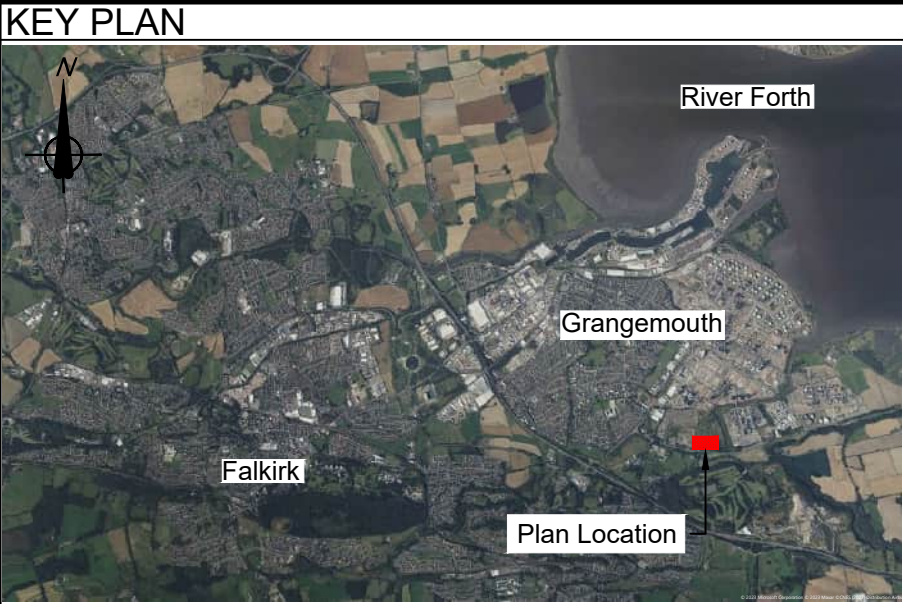 KEY PLAN
N
River Forth
Grangemouth
Falkirk
Plan Location